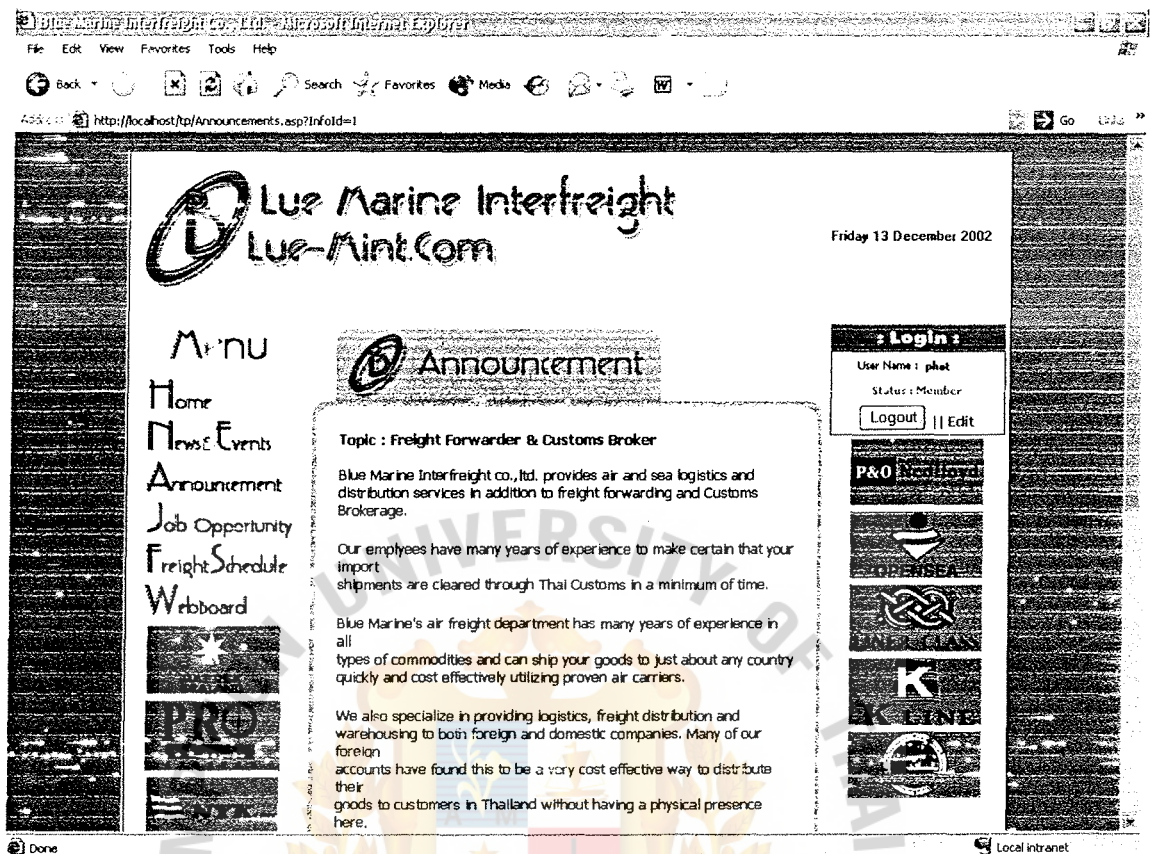 Blue Marine Interfreight Co., Ltd. - Microsoft Internet Explorer
File Edit View Favorites Tools Help
Back Search Favorites Media
Address http://localhost/tp/Announcements.asp?InfoId=1 Go Links
Lue Marine Interfreight
Lue-Mint.Com
Friday 13 December 2002
Menu
Home
News & Events
Announcement
Job Opportunity
Freight Schedule
Webboard
PRO
NYK
Announcement
Topic : Freight Forwarder & Customs Broker
Blue Marine Interfreight co.,ltd. provides air and sea logistics and
distribution services in addition to freight forwarding and Customs
Brokerage.
Our emplyees have many years of experience to make certain that your
import
shipments are cleared through Thai Customs in a minimum of time.
Blue Marine's air freight department has many years of experience in
all
types of commodities and can ship your goods to just about any country
quickly and cost effectively utilizing proven air carriers.
We also specialize in providing logistics, freight distribution and
warehousing to both foreign and domestic companies. Many of our
foreign
accounts have found this to be a very cost effective way to distribute
their
goods to customers in Thailand without having a physical presence
here.
: Login :
User Name : phat
Status : Member
Logout || Edit
P&O Nedlloyd
OPENSEA
K LINE
Done
Local intranet
UNIVERSITY OF THAI